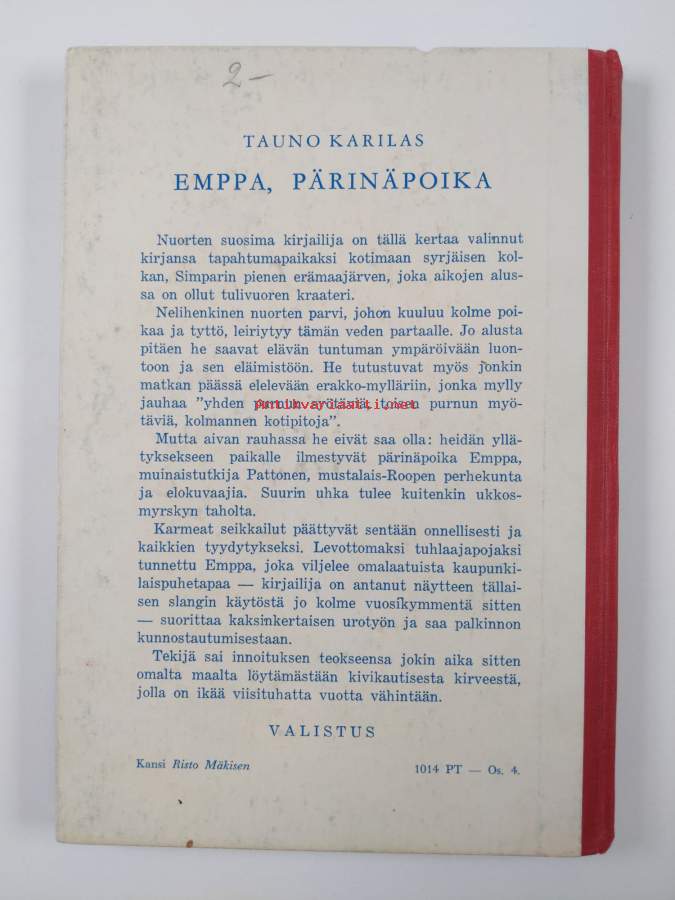 2-
TAUNO KARILAS
EMPPA, PÄRINÄPOIKA
Nuorten suosima kirjailija on tällä kertaa valinnut
kirjansa tapahtumapaikaksi kotimaan syrjäisen kol-
kan, Simparin pienen erämaajärven, joka aikojen alus-
sa on ollut tulivuoren kraateri.
Nelihenkinen nuorten parvi, johon kuuluu kolme poi-
kaa ja tyttö, leiriytyy tämän veden partaalle. Jo alusta
pitäen he saavat elävän tuntuman ympäröivään luon-
toon ja sen eläimistöön. He tutustuvat myös jonkin
matkan päässä elelevään erakko-mylläriin, jonka mylly
jauhaa "yhden purnun syötäviä, toisen purnun myö-
Antikvariaatti.net
täviä, kolmannen kotipitoja".
Mutta aivan rauhassa he eivät saa olla: heidän yllä-
tyksekseen paikalle ilmestyvät pärinäpoika Emppa,
muinaistutkija Pattonen, mustalais-Roopen perhekunta
ja elokuvaajia. Suurin uhka tulee kuitenkin ukkos-
myrskyn taholta.
Karmeat seikkailut päättyvät sentään onnellisesti ja
kaikkien tyydytykseksi. Levottomaksi tuhlaajapojaksi
tunnettu Emppa, joka viljelee omalaatuista kaupunki-
laispuhetapaa — kirjailija on antanut näytteen tällai-
sen slangin käytöstä jo kolme vuosikymmentä sitten
— suorittaa kaksinkertaisen urotyön ja saa palkinnon
kunnostautumisestaan.
Tekijä sai innoituksen teokseensa jokin aika sitten
omalta maalta löytämästään kivikautisesta kirveestä,
jolla on ikää viisituhatta vuotta vähintään.
VALISTUS
Kansi Risto Mäkisen
1014 PT — Os. 4.